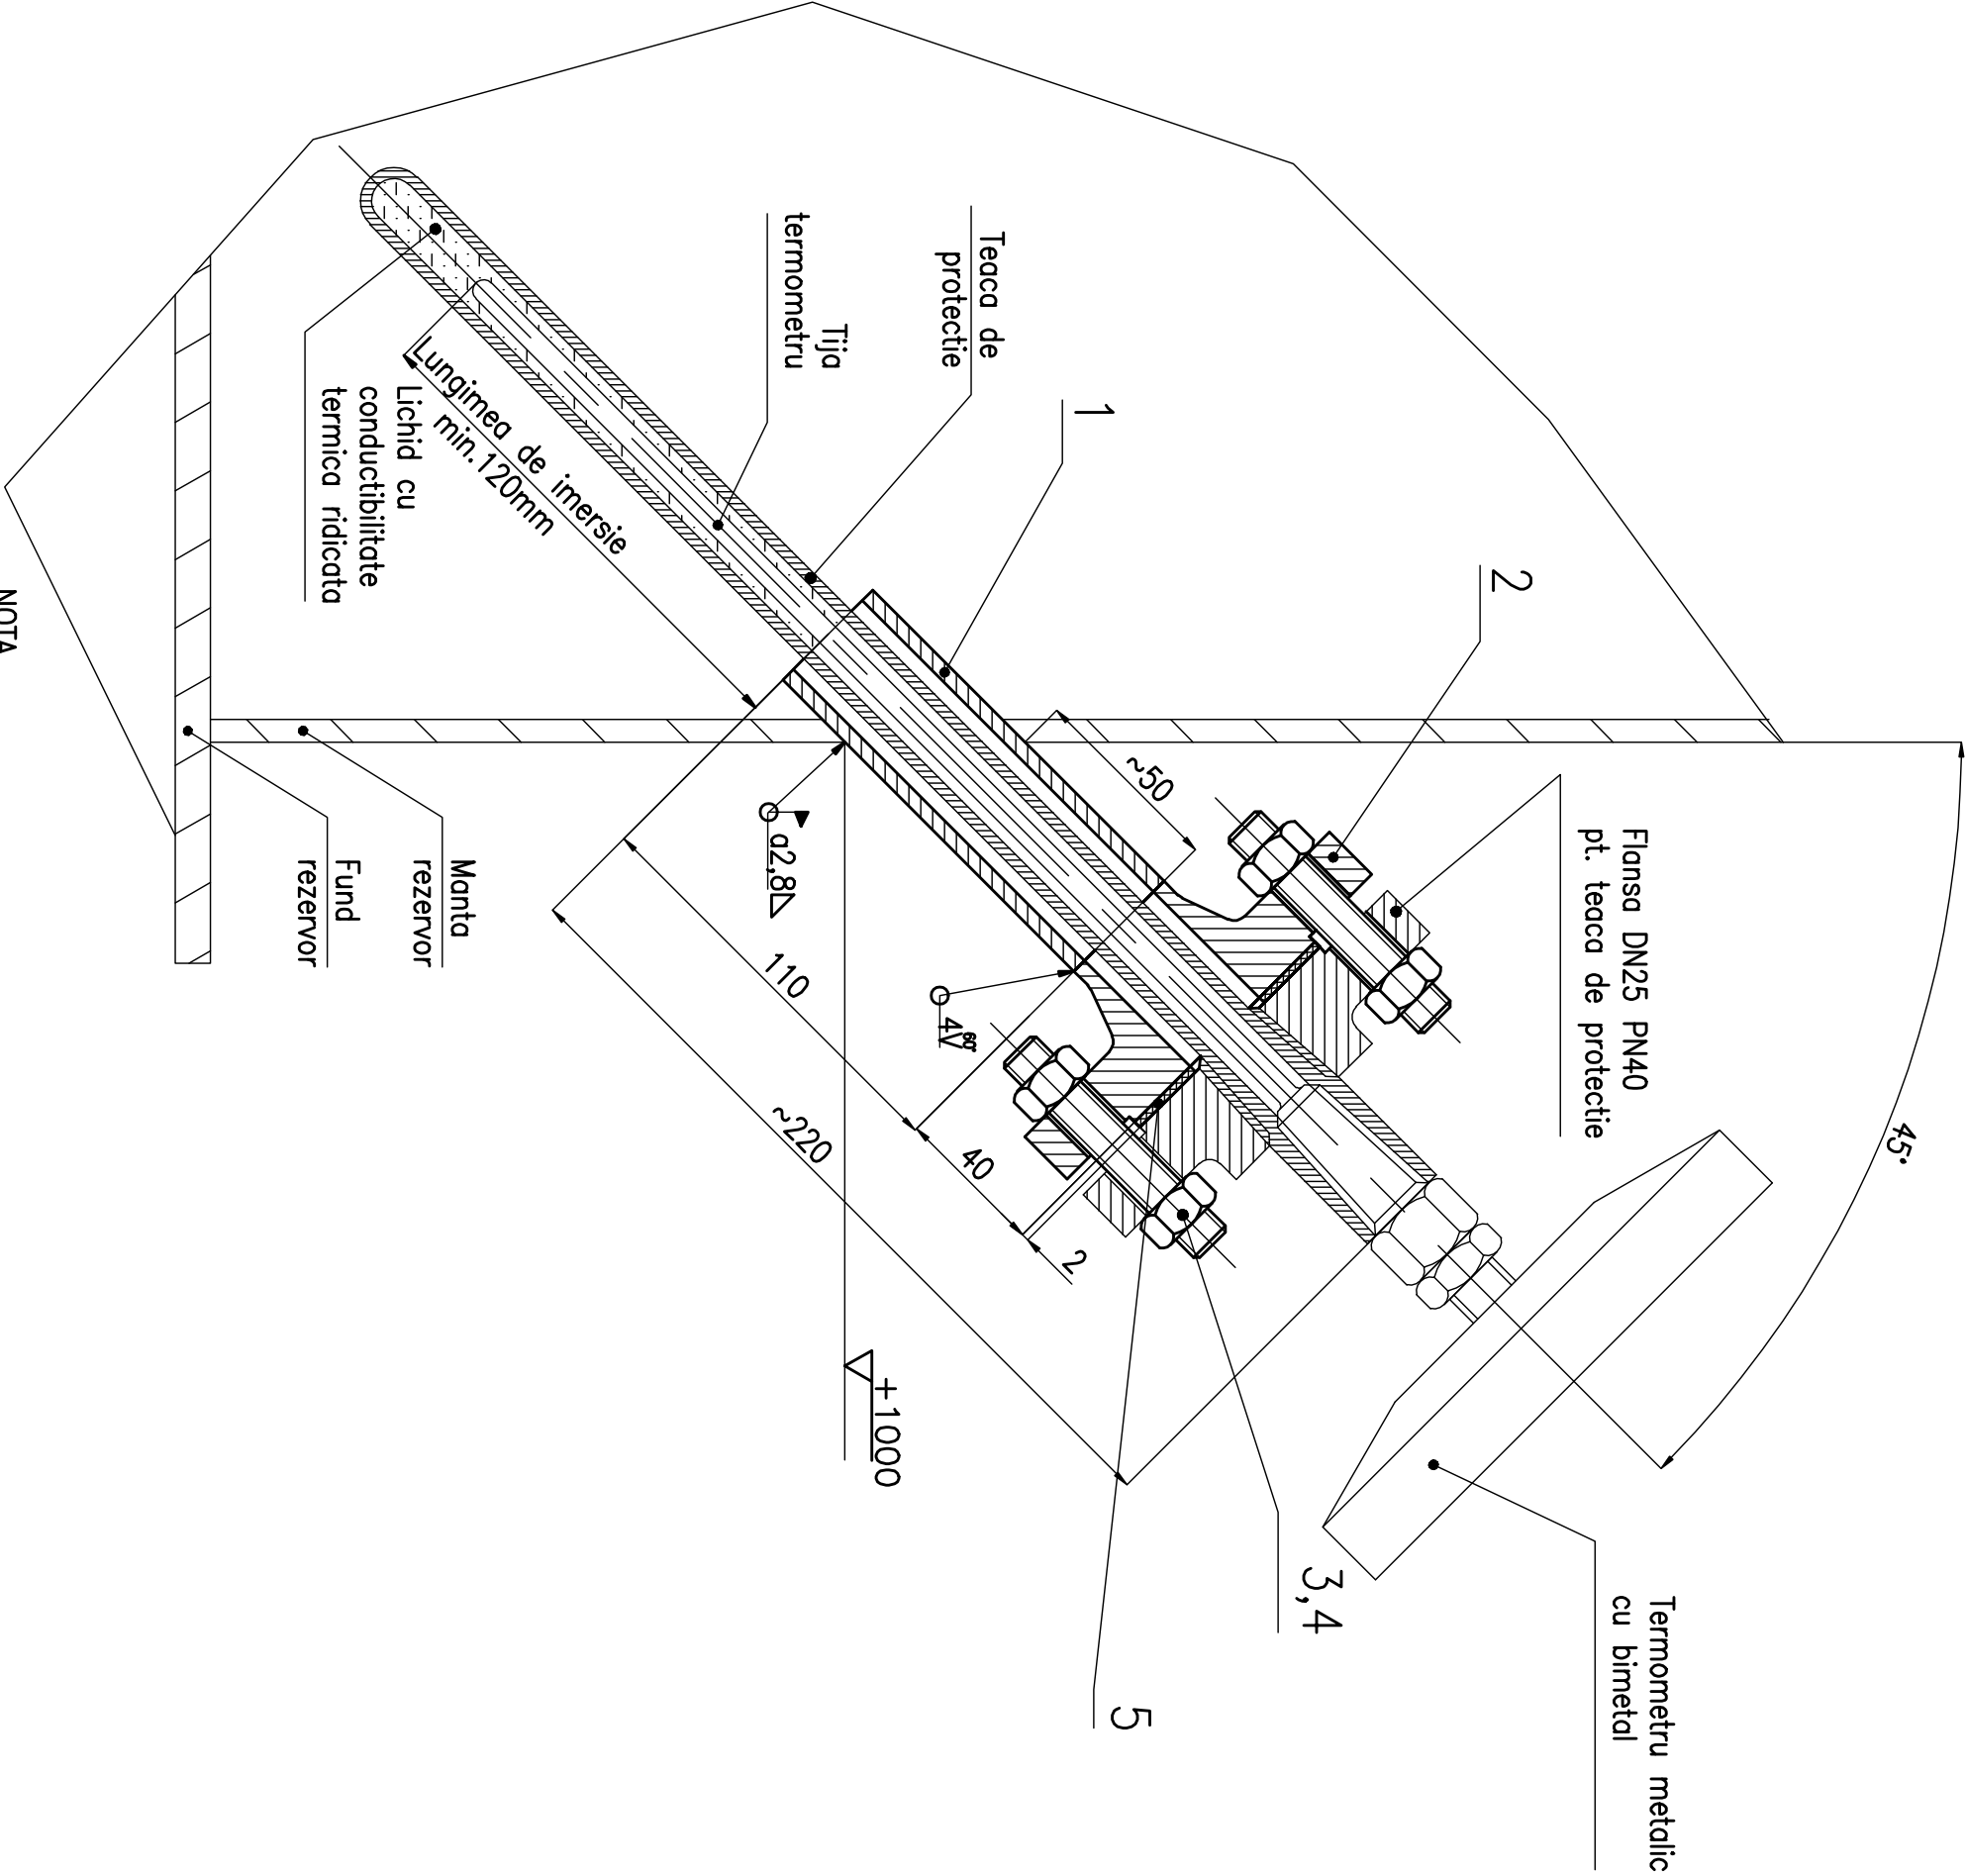 Termometru metalic
cu bimetal
45°
Flansa DN25 PN40
pt. teaca de protectie
2
3,4
5
1
~50
Teaca de
protectie
Tija
termometru
+1000
2
40
4V60°
a2,8
110
~220
Lungimea de imersie
min.120mm
Lichid cu
conductibilitate
termica ridicata
Manta
rezervor
Fund
rezervor
NOTA